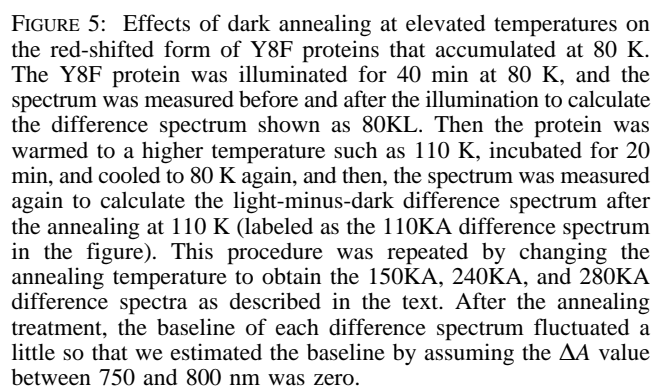 FIGURE 5: Effects of dark annealing at elevated temperatures on
the red-shifted form of Y8F proteins that accumulated at 80 K.
The Y8F protein was illuminated for 40 min at 80 K, and the
spectrum was measured before and after the illumination to calculate
the difference spectrum shown as 80KL. Then the protein was
warmed to a higher temperature such as 110 K, incubated for 20
min, and cooled to 80 K again, and then, the spectrum was measured
again to calculate the light-minus-dark difference spectrum after
the annealing at 110 K (labeled as the 110KA difference spectrum
in the figure). This procedure was repeated by changing the
annealing temperature to obtain the 150KA, 240KA, and 280KA
difference spectra as described in the text. After the annealing
treatment, the baseline of each difference spectrum fluctuated a
little so that we estimated the baseline by assuming the ΔA value
between 750 and 800 nm was zero.